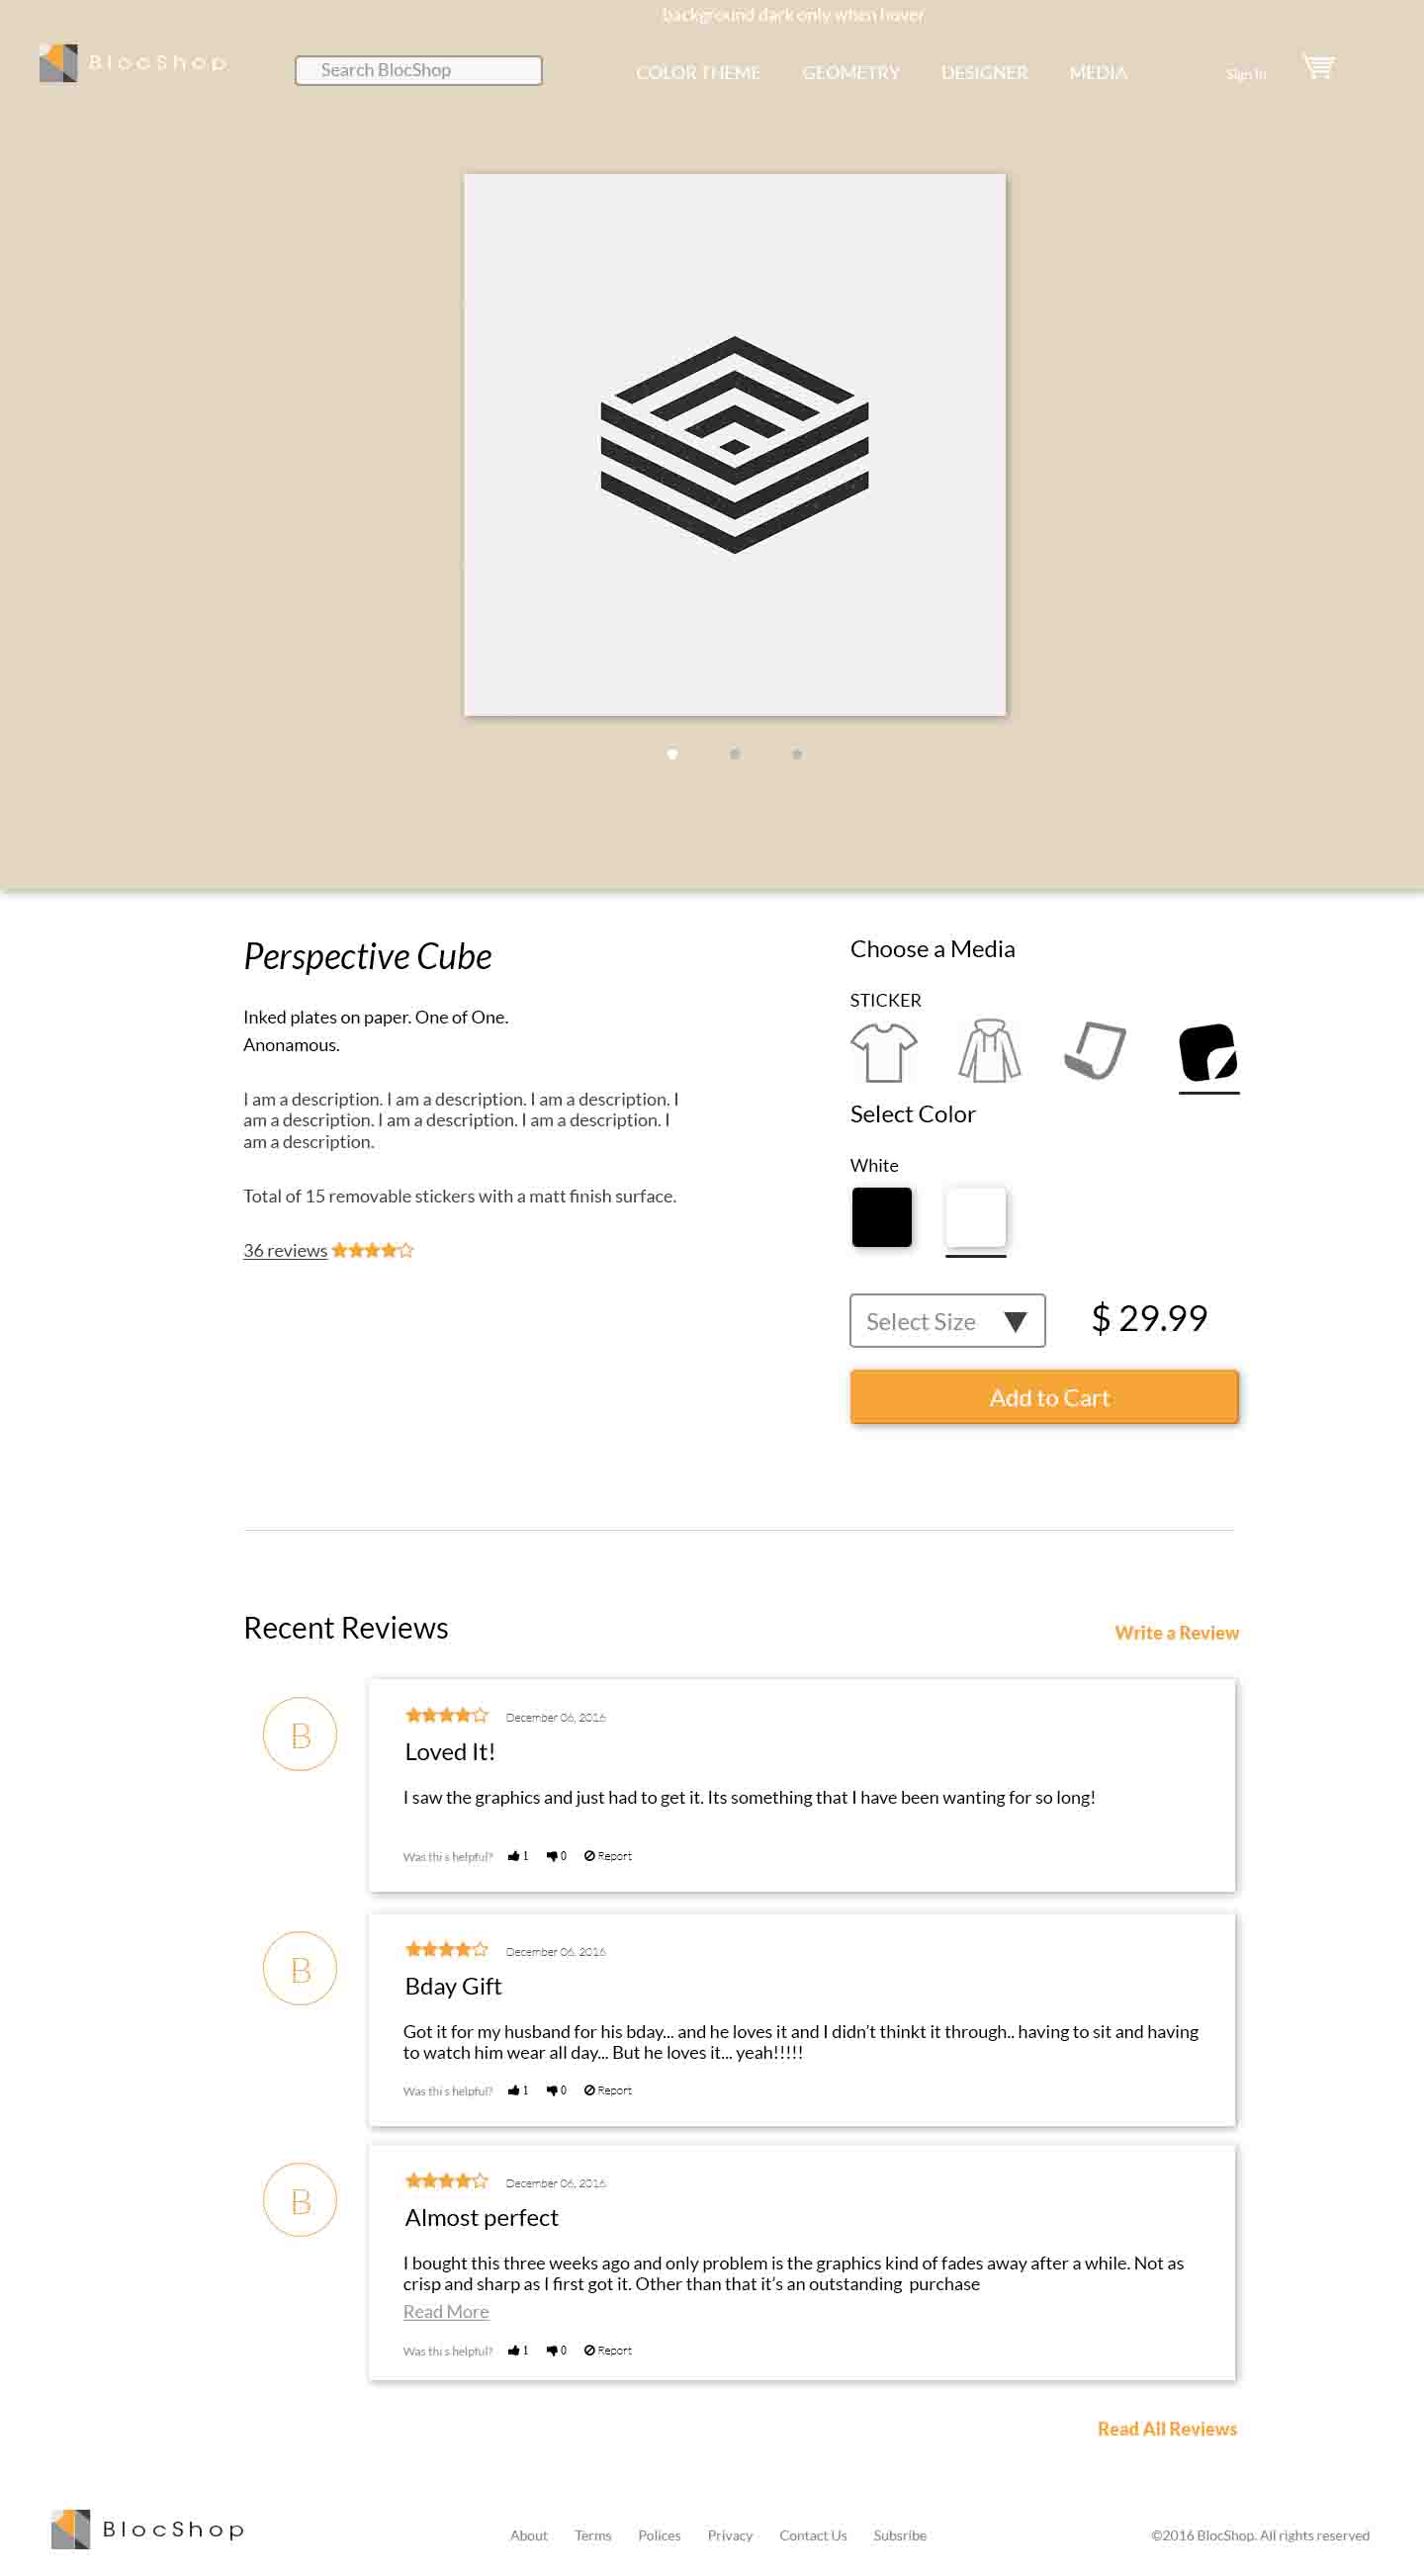 background dark only when hover
BlocShop
Search BlocShop
COLOR THEME GEOMETRY DESIGNER MEDIA
Sign In
Perspective Cube
Inked plates on paper. One of One.
Anonamous.
I am a description. I am a description. I am a description. I
am a description. I am a description. I am a description. I
am a description.
Total of 15 removable stickers with a matt finish surface.
36 reviews
Choose a Media
STICKER
Select Color
White
Select Size
$ 29.99
Add to Cart
Recent Reviews
Write a Review
B
December 06, 2016
Loved It!
I saw the graphics and just had to get it. Its something that I have been wanting for so long!
Was this helpful? 1 0 Report
B
December 06, 2016
Bday Gift
Got it for my husband for his bday... and he loves it and I didn’t thinkt it through.. having to sit and having
to watch him wear all day... But he loves it... yeah!!!!!
Was this helpful? 1 0 Report
B
December 06, 2016
Almost perfect
I bought this three weeks ago and only problem is the graphics kind of fades away after a while. Not as
crisp and sharp as I first got it. Other than that it’s an outstanding purchase
Read More
Was this helpful? 1 0 Report
Read All Reviews
BlocShop
About Terms Polices Privacy Contact Us Subsribe
©2016 BlocShop. All rights reserved